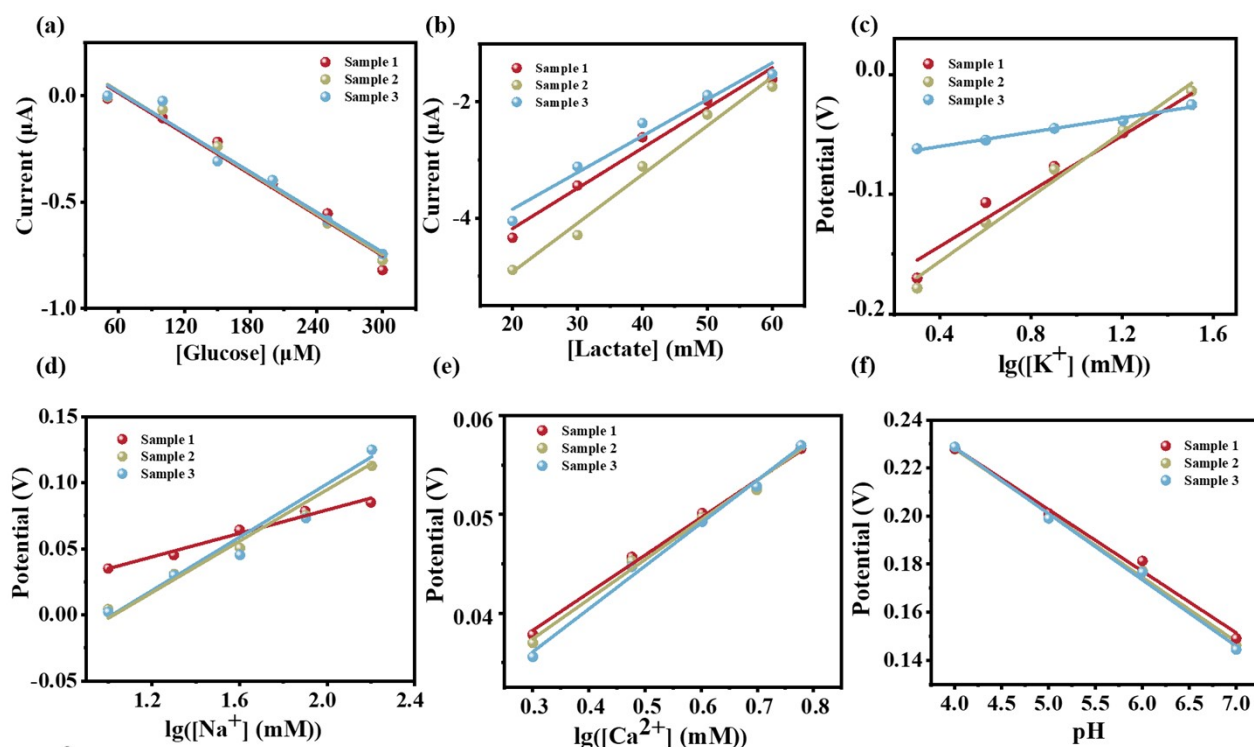 (a)
Sample 1
Sample 2
Sample 3
0.0
-0.5
-1.0
Current (μA)
60 120 180 240 300
[Glucose] (μM)
(b)
Sample 1
Sample 2
Sample 3
-2
-4
Current (μA)
20 30 40 50 60
[Lactate] (mM)
(c)
Sample 1
Sample 2
Sample 3
0.0
-0.1
-0.2
Potential (V)
0.4 0.8 1.2 1.6
lg([K+] (mM))
(d)
Sample 1
Sample 2
Sample 3
0.15
0.10
0.05
0.00
-0.05
Potential (V)
1.2 1.6 2.0 2.4
lg([Na+] (mM))
(e)
Sample 1
Sample 2
Sample 3
0.06
0.05
0.04
Potential (V)
0.3 0.4 0.5 0.6 0.7 0.8
lg([Ca2+] (mM))
(f)
Sample 1
Sample 2
Sample 3
0.24
0.22
0.20
0.18
0.16
0.14
Potential (V)
4.0 4.5 5.0 5.5 6.0 6.5 7.0
pH